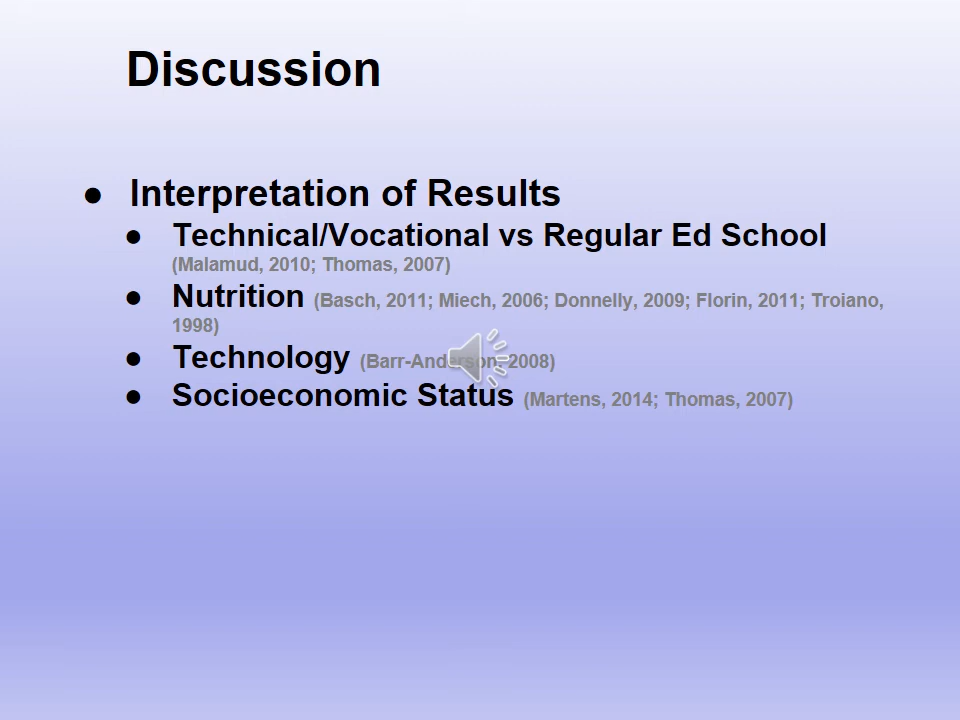 Discussion
● Interpretation of Results
● Technical/Vocational vs Regular Ed School
(Malamud, 2010; Thomas, 2007)
● Nutrition (Basch, 2011; Miech, 2006; Donnelly, 2009; Florin, 2011; Troiano,
1998)
● Technology (Barr-Anderson, 2008)
● Socioeconomic Status (Martens, 2014; Thomas, 2007)